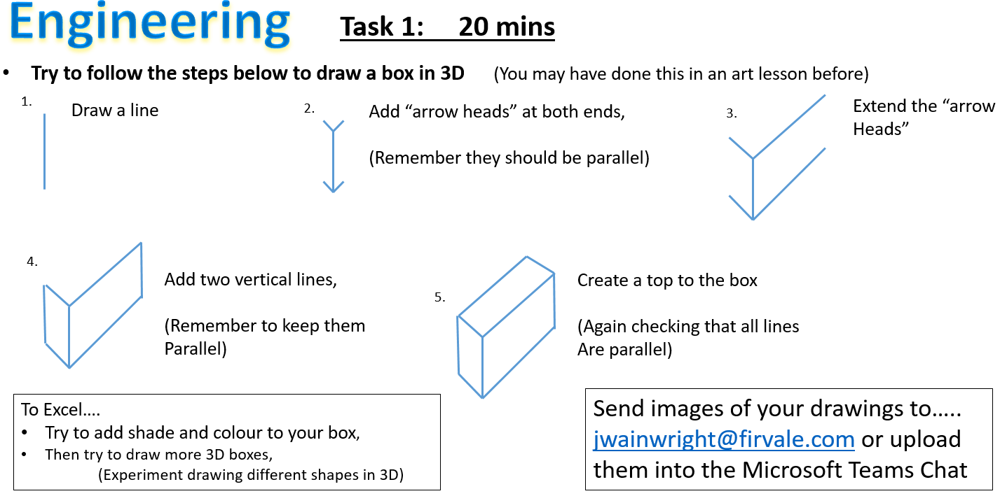 Engineering
Task 1: 20 mins
• Try to follow the steps below to draw a box in 3D (You may have done this in an art lesson before)
1. Draw a line
2. Add “arrow heads” at both ends,
(Remember they should be parallel)
3. Extend the “arrow
Heads”
4. Add two vertical lines,
(Remember to keep them
Parallel)
5. Create a top to the box
(Again checking that all lines
Are parallel)
To Excel....
• Try to add shade and colour to your box,
• Then try to draw more 3D boxes,
(Experiment drawing different shapes in 3D)
Send images of your drawings to…..
jwainwright@firvale.com or upload
them into the Microsoft Teams Chat